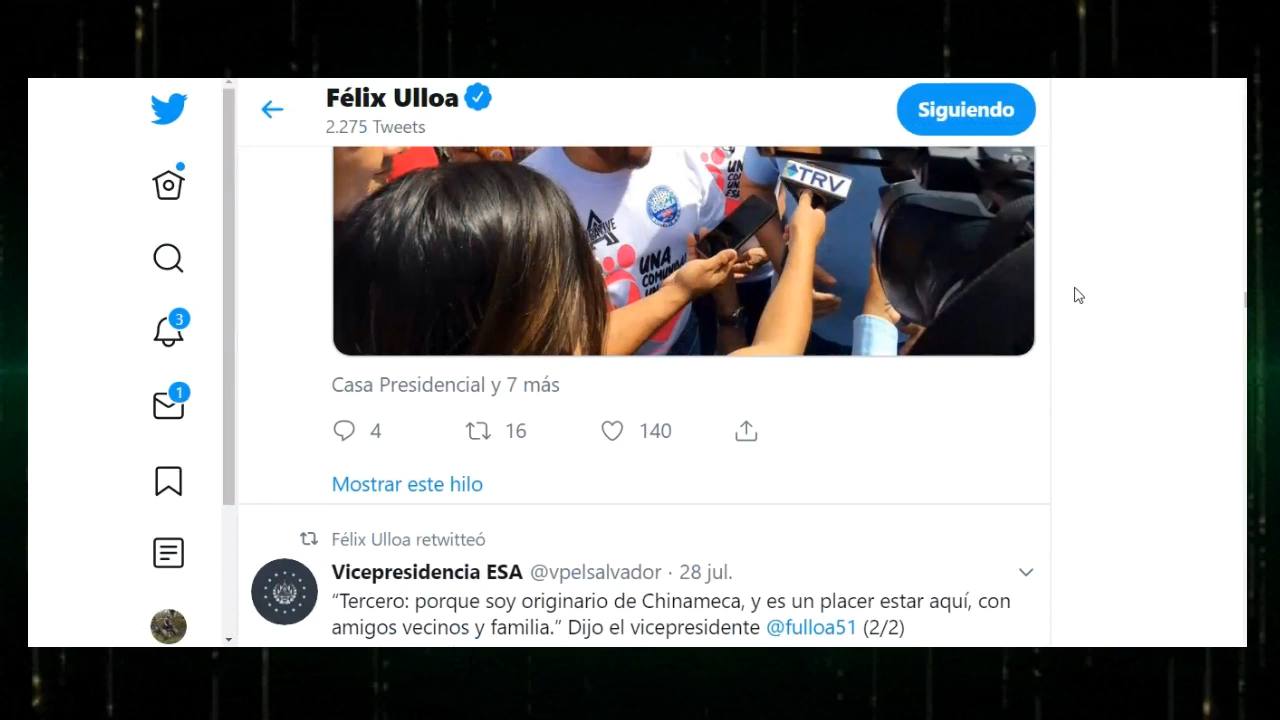 Félix Ulloa
2.275 Tweets
Siguiendo
TRV
UNA
Casa Presidencial y 7 más
4
16
140
Mostrar este hilo
3
1
Félix Ulloa retwitteó
Vicepresidencia ESA @vpelsalvador · 28 jul.
“Tercero: porque soy originario de Chinameca, y es un placer estar aquí, con
amigos vecinos y familia.” Dijo el vicepresidente @fulloa51 (2/2)